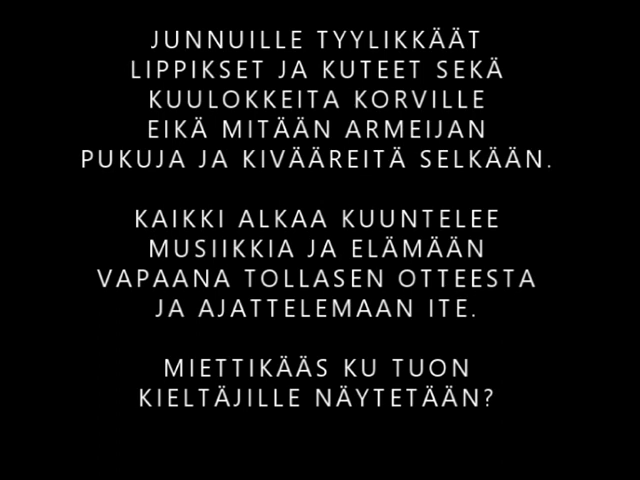 JUNNUILLE TYYLIKKÄÄT
LIPPIKSET JA KUTEET SEKÄ
KUULOKKEITA KORVILLE
EIKÄ MITÄÄN ARMEIJAN
PUKUJA JA KIVÄÄREITÄ SELKÄÄN.
KAIKKI ALKAA KUUNTELEE
MUSIIKKIA JA ELÄMÄÄN
VAPAANA TOLLASEN OTTEESTA
JA AJATTELEMAAN ITE.
MIETTIKÄÄS KU TUON
KIELTÄJILLE NÄYTETÄÄN?